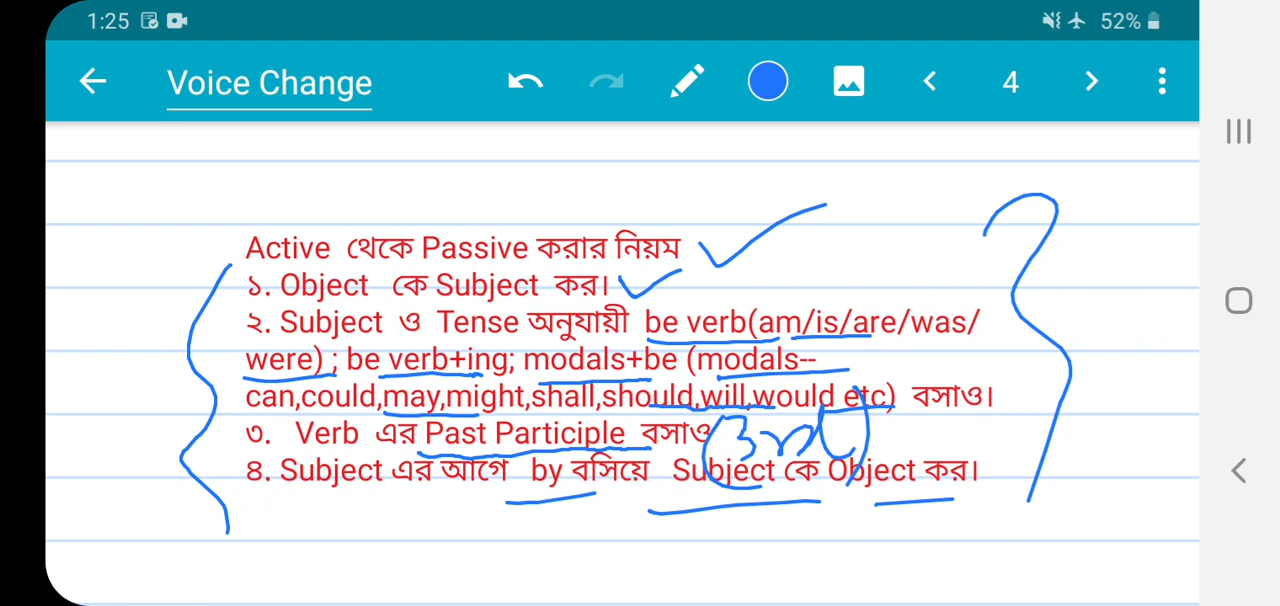 1:25 52%
Voice Change 4
Active থেকে Passive করার নিয়ম
১. Object কে Subject কর।
২. Subject ও Tense অনুযায়ী be verb(am/is/are/was/
were) ; be verb+ing; modals+be (modals--
can,could,may,might,shall,should,will,would etc) বসাও।
৩. Verb এর Past Participle বসাও (3rd)
৪. Subject এর আগে by বসিয়ে Subject কে Object কর।